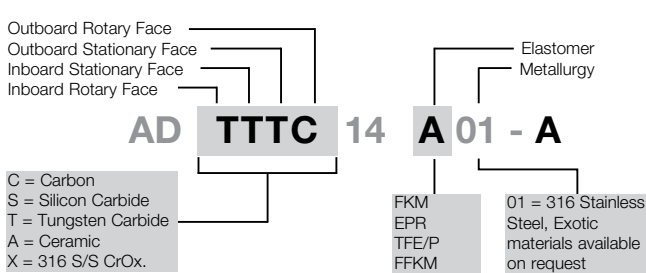 Outboard Rotary Face
Outboard Stationary Face
Inboard Stationary Face
Inboard Rotary Face
Elastomer
Metallurgy
AD TTTC 14 A 01 - A
C = Carbon
S = Silicon Carbide
T = Tungsten Carbide
A = Ceramic
X = 316 S/S CrOx.
FKM
EPR
TFE/P
FFKM
01 = 316 Stainless
Steel, Exotic
materials available
on request